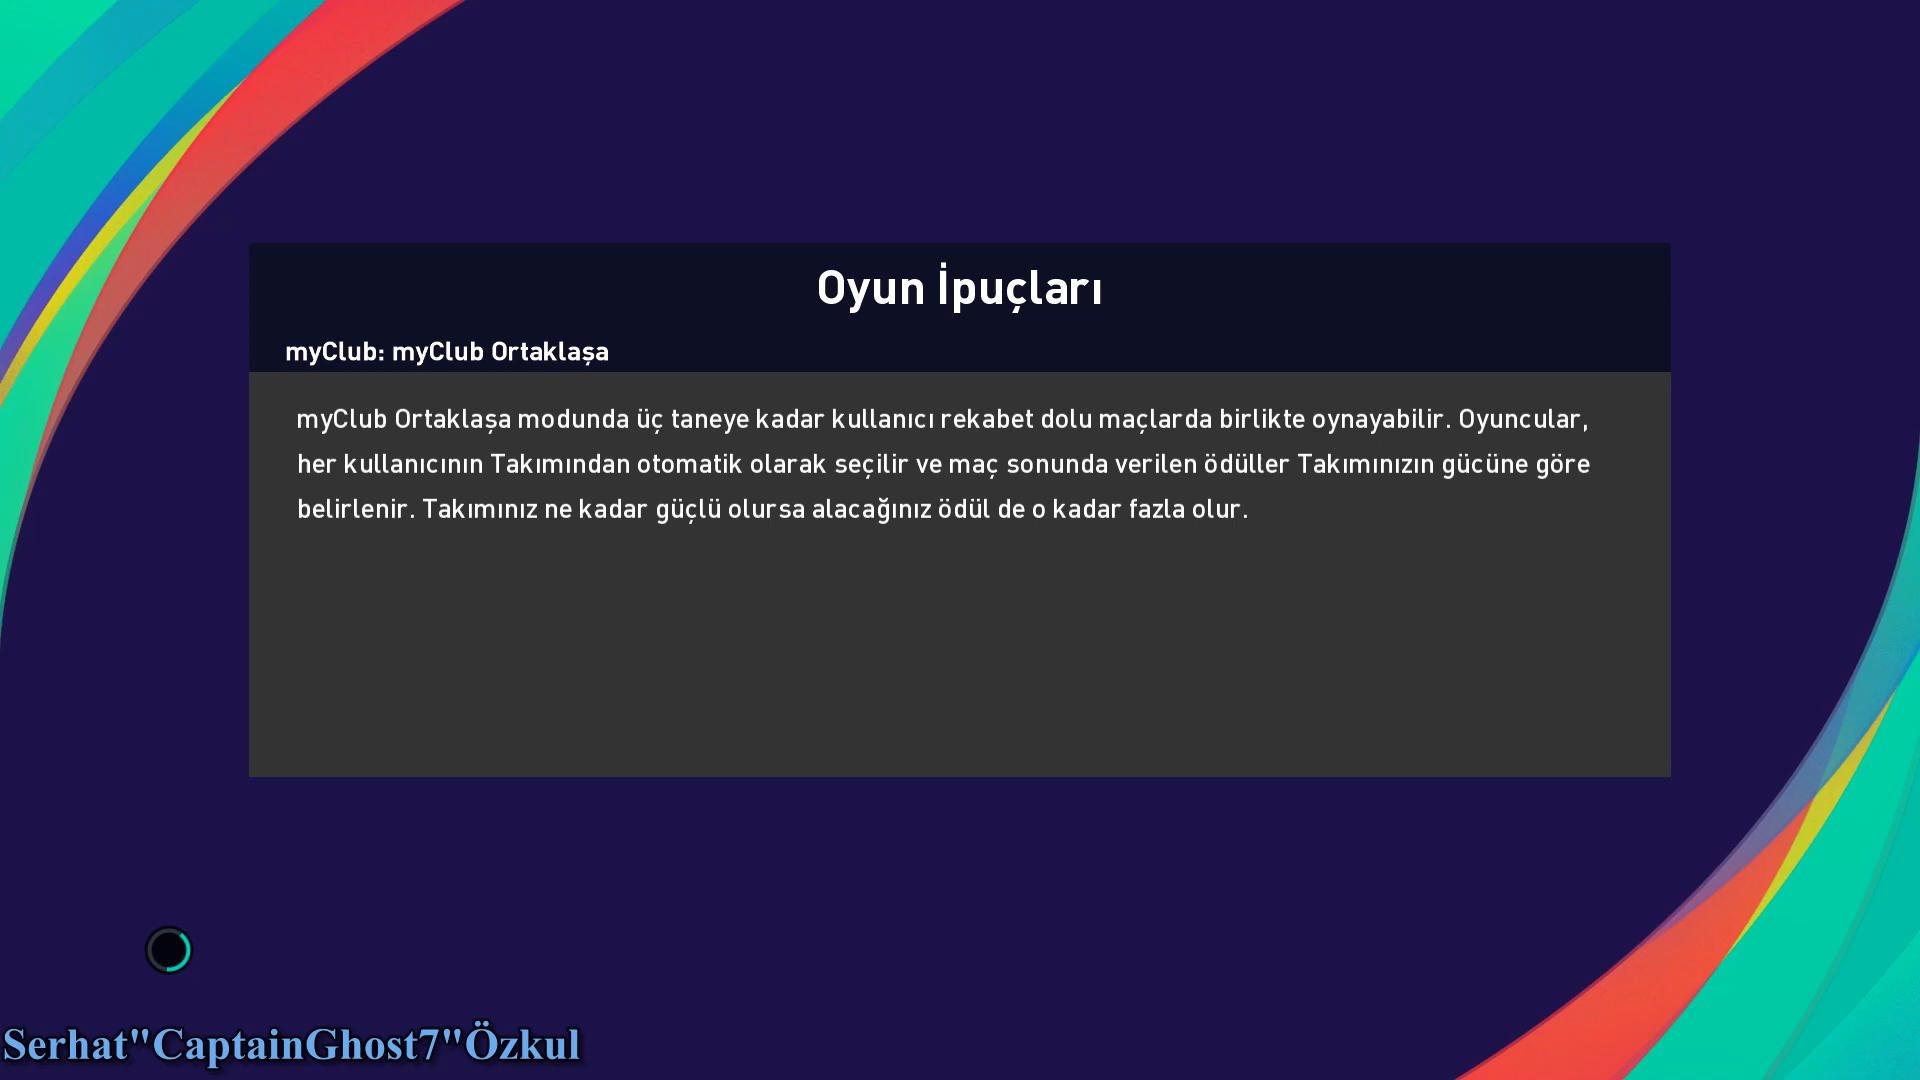 Oyun İpuçları
myClub: myClub Ortaklaşa
myClub Ortaklaşa modunda üç taneye kadar kullanıcı rekabet dolu maçlarda birlikte oynayabilir. Oyuncular,
her kullanıcının Takımından otomatik olarak seçilir ve maç sonunda verilen ödüller Takımınızın gücüne göre
belirlenir. Takımınız ne kadar güçlü olursa alacağınız ödül de o kadar fazla olur.
Serhat"CaptainGhost7"Özkul